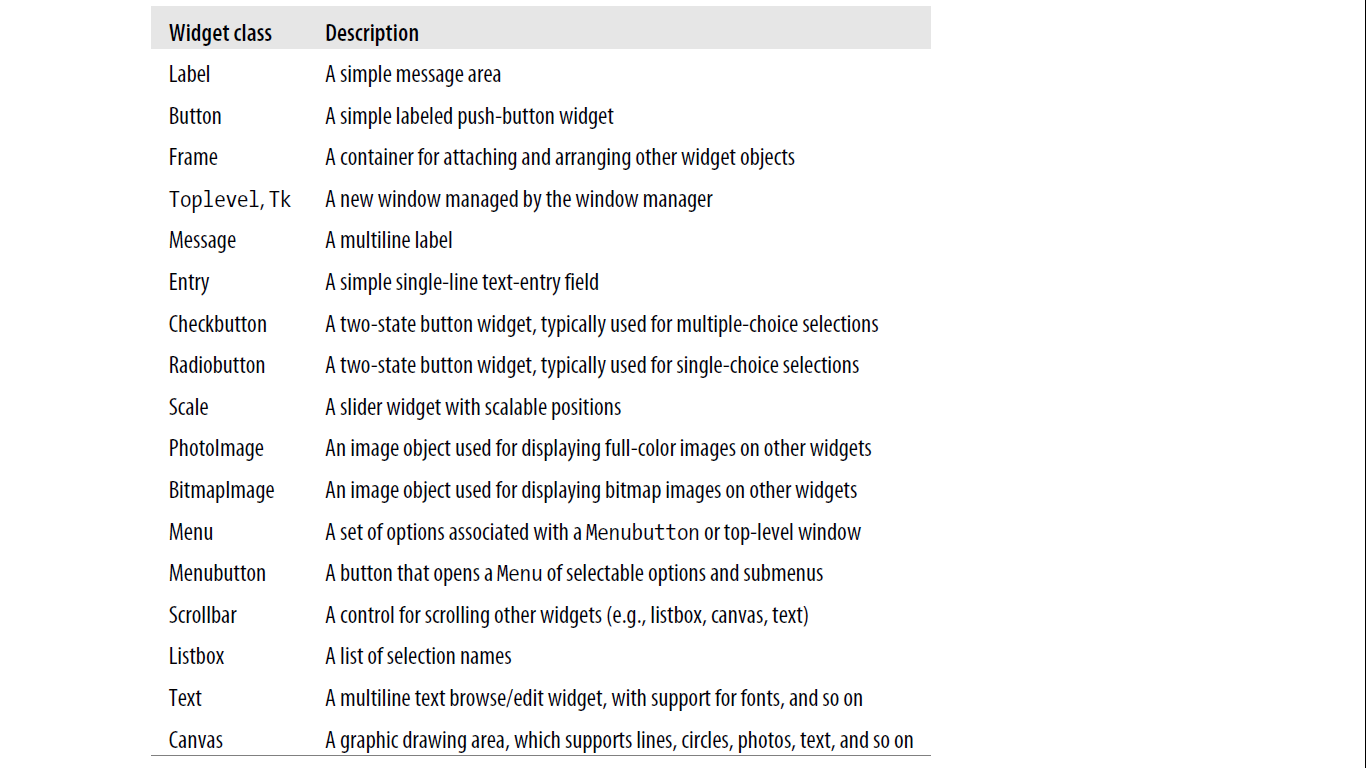 Widget class Description
Label A simple message area
Button A simple labeled push-button widget
Frame A container for attaching and arranging other widget objects
Toplevel, Tk A new window managed by the window manager
Message A multiline label
Entry A simple single-line text-entry field
Checkbutton A two-state button widget, typically used for multiple-choice selections
Radiobutton A two-state button widget, typically used for single-choice selections
Scale A slider widget with scalable positions
PhotoImage An image object used for displaying full-color images on other widgets
BitmapImage An image object used for displaying bitmap images on other widgets
Menu A set of options associated with a Menubutton or top-level window
Menubutton A button that opens a Menu of selectable options and submenus
Scrollbar A control for scrolling other widgets (e.g., listbox, canvas, text)
Listbox A list of selection names
Text A multiline text browse/edit widget, with support for fonts, and so on
Canvas A graphic drawing area, which supports lines, circles, photos, text, and so on